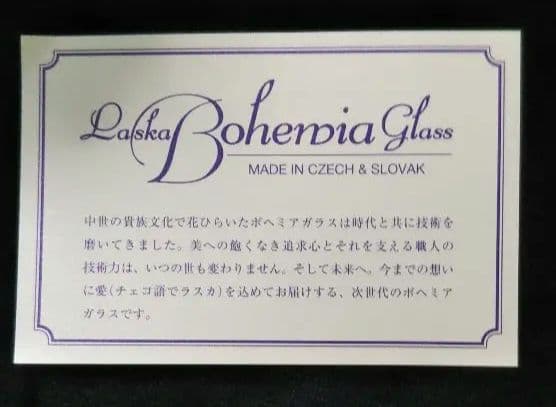 Laska Bohemia Glass
MADE IN CZECH & SLOVAK
中世の貴族文化で花ひらいたボヘミアガラスは時代と共に技術を
磨いてきました。美への飽くなき追求心とそれを支える職人の
技術力は、いつの世も変わりません。そして未来へ。今までの想い
に愛(チェコ語でラスカ)を込めてお届けする、次世代のボヘミア
ガラスです。